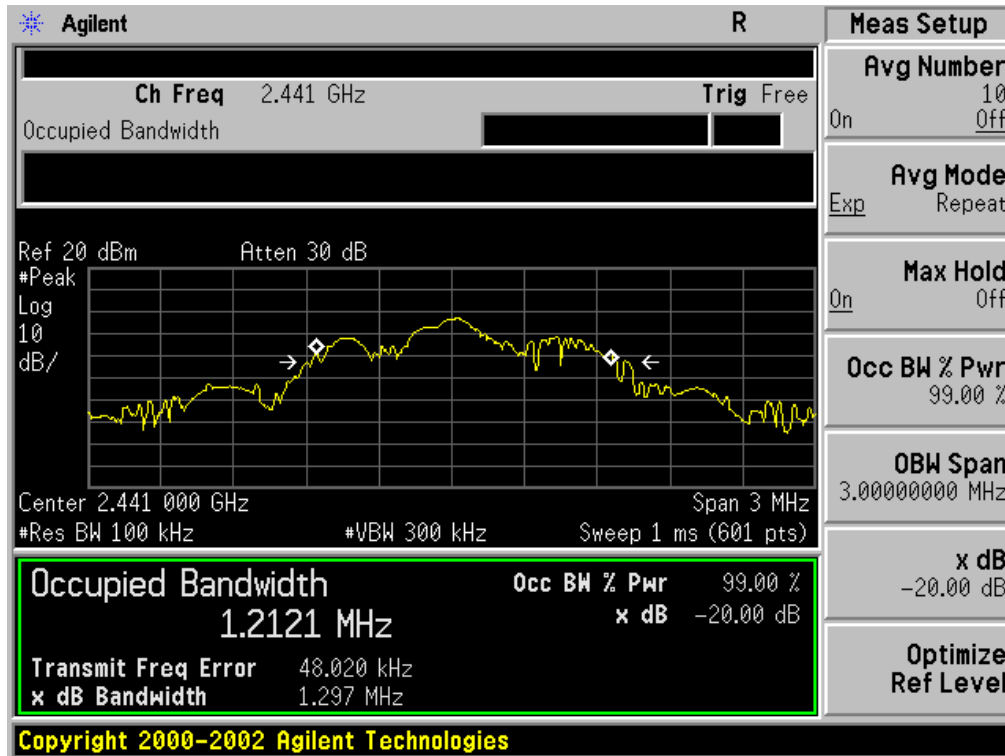 Agilent R
Ch Freq 2.441 GHz Trig Free
Occupied Bandwidth
Ref 20 dBm Atten 30 dB
#Peak
Log
10
dB/
Center 2.441 000 GHz Span 3 MHz
#Res BW 100 kHz #VBW 300 kHz Sweep 1 ms (601 pts)
Occupied Bandwidth Occ BW % Pwr 99.00 %
1.2121 MHz x dB -20.00 dB
Transmit Freq Error 48.020 kHz
x dB Bandwidth 1.297 MHz
Copyright 2000-2002 Agilent Technologies
Meas Setup
Avg Number
10
On Off
Avg Mode
Exp Repeat
Max Hold
On Off
Occ BW % Pwr
99.00 %
OBW Span
3.00000000 MHz
x dB
-20.00 dB
Optimize
Ref Level